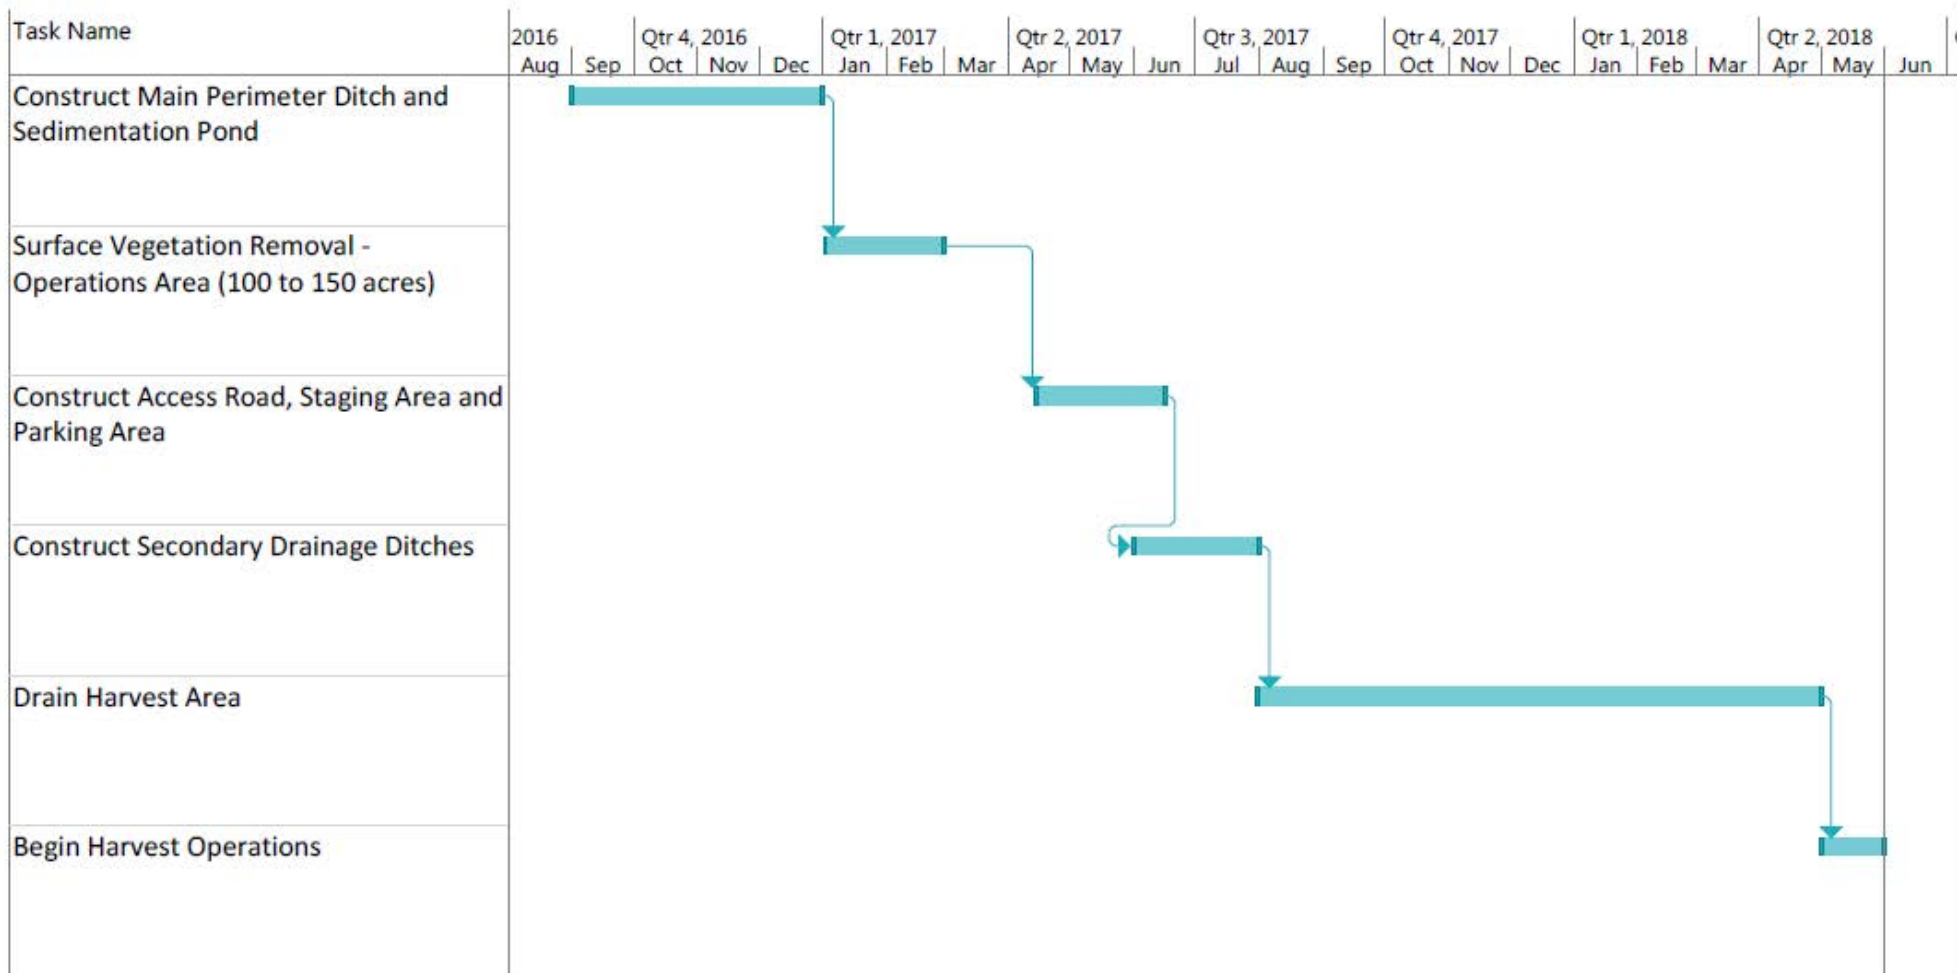 Task Name
2016 Qtr 4, 2016 Qtr 1, 2017 Qtr 2, 2017 Qtr 3, 2017 Qtr 4, 2017 Qtr 1, 2018 Qtr 2, 2018
Aug Sep Oct Nov Dec Jan Feb Mar Apr May Jun Jul Aug Sep Oct Nov Dec Jan Feb Mar Apr May Jun
Construct Main Perimeter Ditch and
Sedimentation Pond
Surface Vegetation Removal -
Operations Area (100 to 150 acres)
Construct Access Road, Staging Area and
Parking Area
Construct Secondary Drainage Ditches
Drain Harvest Area
Begin Harvest Operations